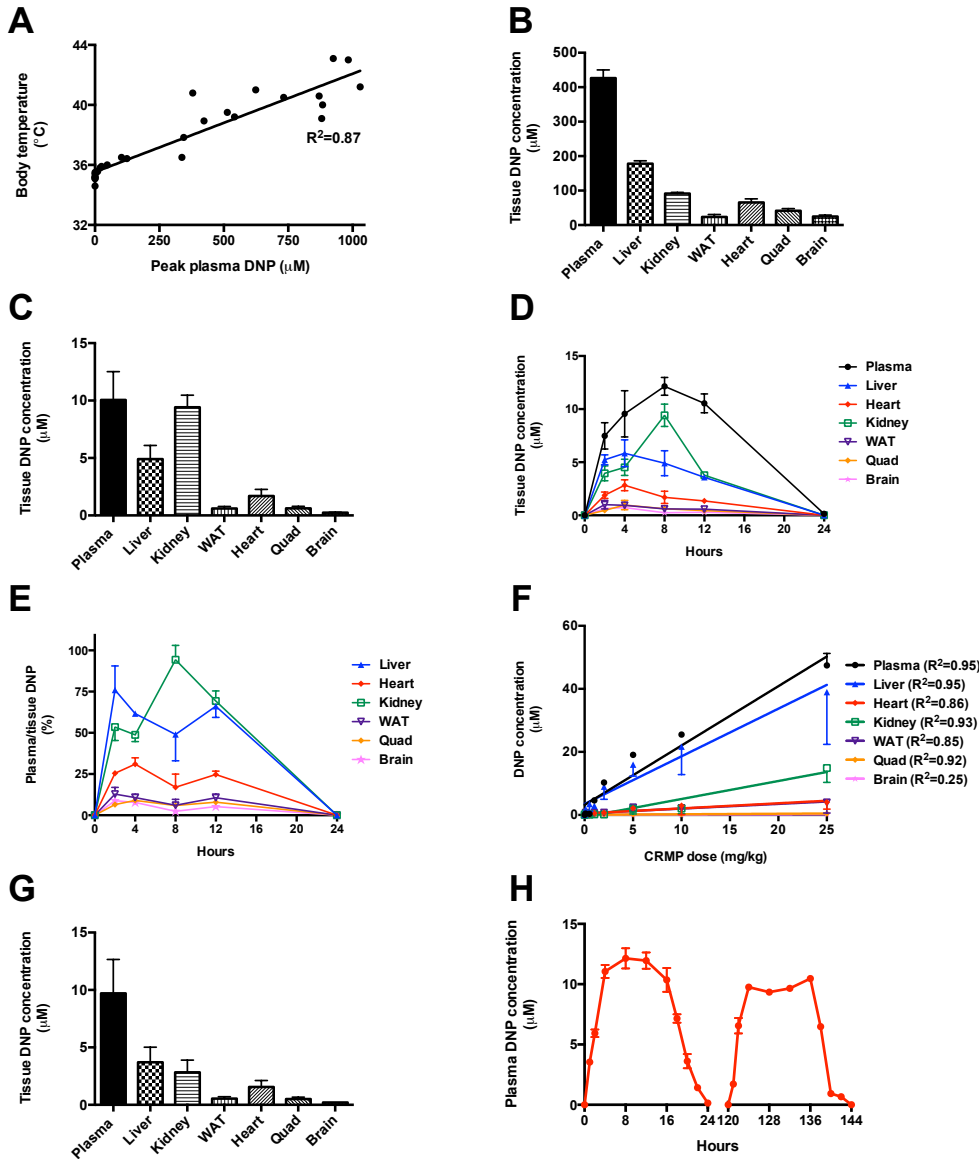 A
Body temperature
(°C)
44
40
36
32
R²=0.87
0 250 500 750 1000
Peak plasma DNP (μM)
B
Tissue DNP concentration
(μM)
500
400
300
200
100
0
Plasma Liver Kidney WAT Heart Quad Brain
C
Tissue DNP concentration
(μM)
15
10
5
0
Plasma Liver Kidney WAT Heart Quad Brain
D
Tissue DNP concentration
(μM)
15
10
5
0
0 4 8 12 16 20 24
Hours
Plasma
Liver
Heart
Kidney
WAT
Quad
Brain
E
Plasma/tissue DNP
(%)
100
75
50
25
0
0 4 8 12 16 20 24
Hours
Liver
Heart
Kidney
WAT
Quad
Brain
F
DNP concentration
(μM)
60
40
20
0
0 5 10 15 20 25
CRMP dose (mg/kg)
Plasma (R²=0.95)
Liver (R²=0.95)
Heart (R²=0.86)
Kidney (R²=0.93)
WAT (R²=0.85)
Quad (R²=0.92)
Brain (R²=0.25)
G
Tissue DNP concentration
(μM)
15
10
5
0
Plasma Liver Kidney WAT Heart Quad Brain
H
Plasma DNP concentration
(μM)
15
10
5
0
0 8 16 24 120 128 136 144
Hours